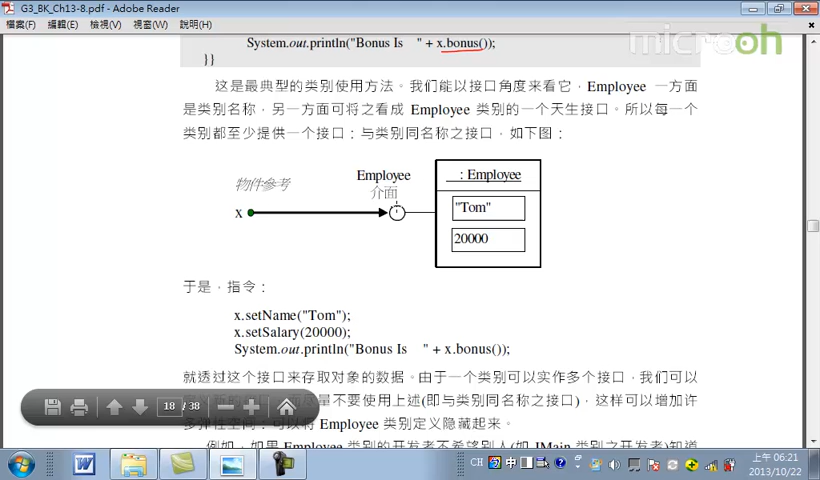 G3_BK_Ch13-8.pdf - Adobe Reader
檔案(F) 編輯(E) 檢視(V) 視窗(W) 說明(H)
microoh
System.out.println("Bonus Is " + x.bonus());
}}
这是最典型的类别使用方法。我们能以接口角度来看它，Employee 一方面
是类别名称，另一方面可将之看成 Employee 类别的一个天生接口。所以每一个
类别都至少提供一个接口：与类别同名称之接口，如下图：
物件參考
Employee
介面
: Employee
x
"Tom"
20000
于是，指令：
x.setName("Tom");
x.setSalary(20000);
System.out.println("Bonus Is " + x.bonus());
就透过这个接口来存取对象的数据。由于一个类别可以实作多个接口，我们可以
量不要使用上述(即与类别同名称之接口)，这样可以增加许
多弹性空间：可以将 Employee 类别定义隐藏起来。
例如，如果 Employee 类别的开发者不希望别人(如 JMain 类别之开发者)知道
18 / 38
CH 中
上午 06:21
2013/10/22